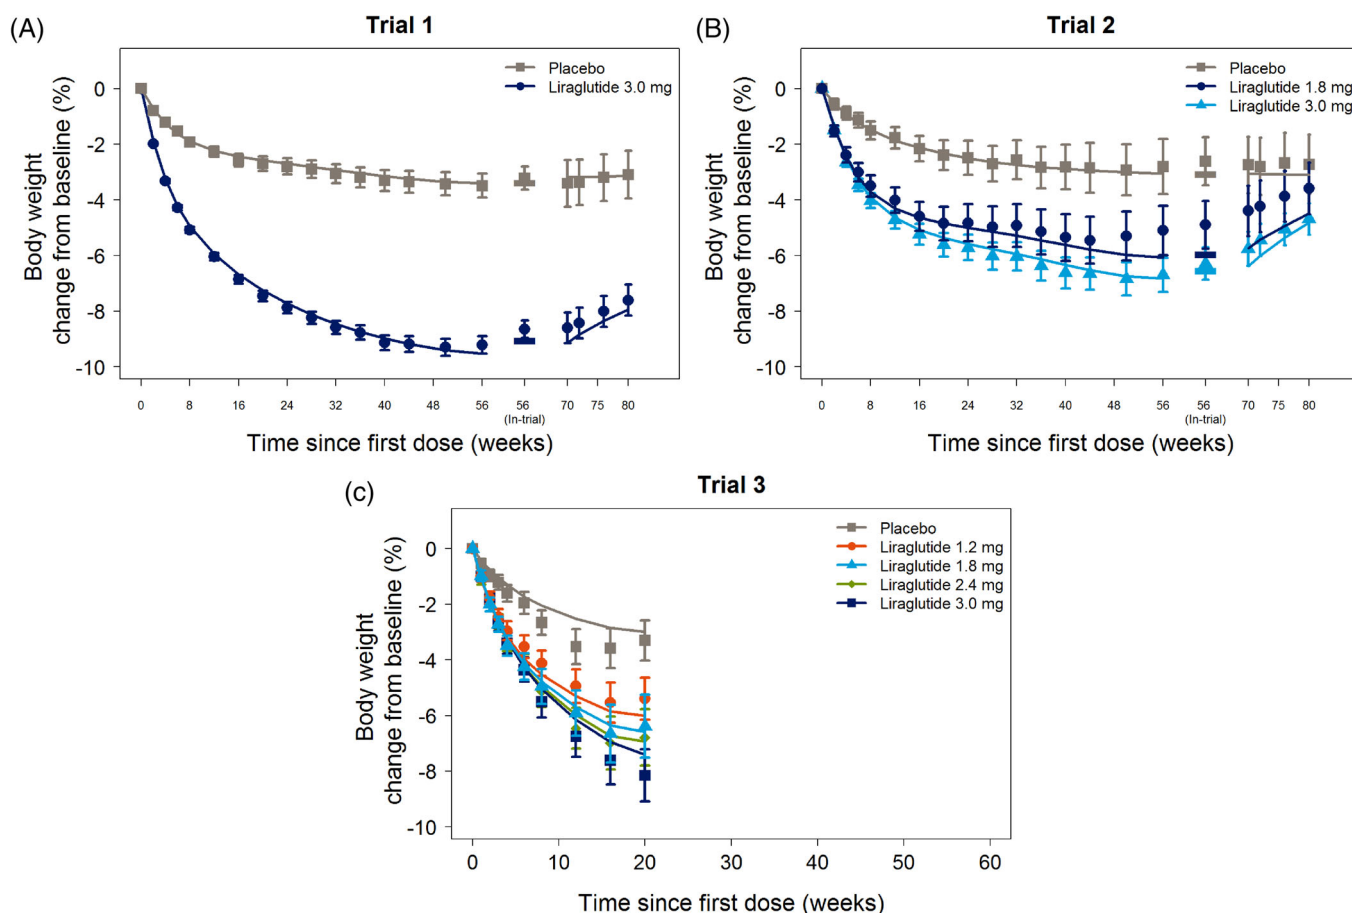 (A)
Trial 1
Placebo
Liraglutide 3.0 mg
Body weight
change from baseline (%)
0
-2
-4
-6
-8
-10
0 8 16 24 32 40 48 56 56 70 75 80
(In-trial)
Time since first dose (weeks)
(B)
Trial 2
Placebo
Liraglutide 1.8 mg
Liraglutide 3.0 mg
Body weight
change from baseline (%)
0
-2
-4
-6
-8
-10
0 8 16 24 32 40 48 56 56 70 75 80
(In-trial)
Time since first dose (weeks)
(c)
Trial 3
Placebo
Liraglutide 1.2 mg
Liraglutide 1.8 mg
Liraglutide 2.4 mg
Liraglutide 3.0 mg
Body weight
change from baseline (%)
0
-2
-4
-6
-8
-10
0 10 20 30 40 50 60
Time since first dose (weeks)